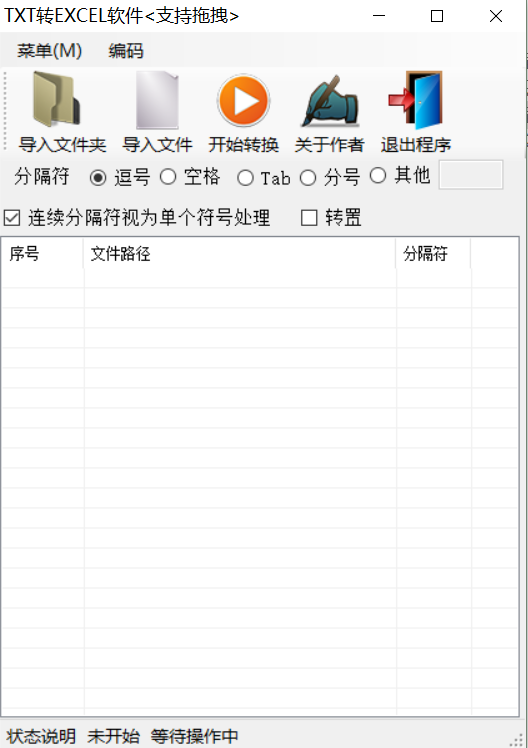 TXT转EXCEL软件<支持拖拽>
菜单(M) 编码
导入文件夹 导入文件 开始转换 关于作者 退出程序
分隔符 逗号 空格 Tab 分号 其他
连续分隔符视为单个符号处理 转置
序号 文件路径 分隔符
状态说明 未开始 等待操作中